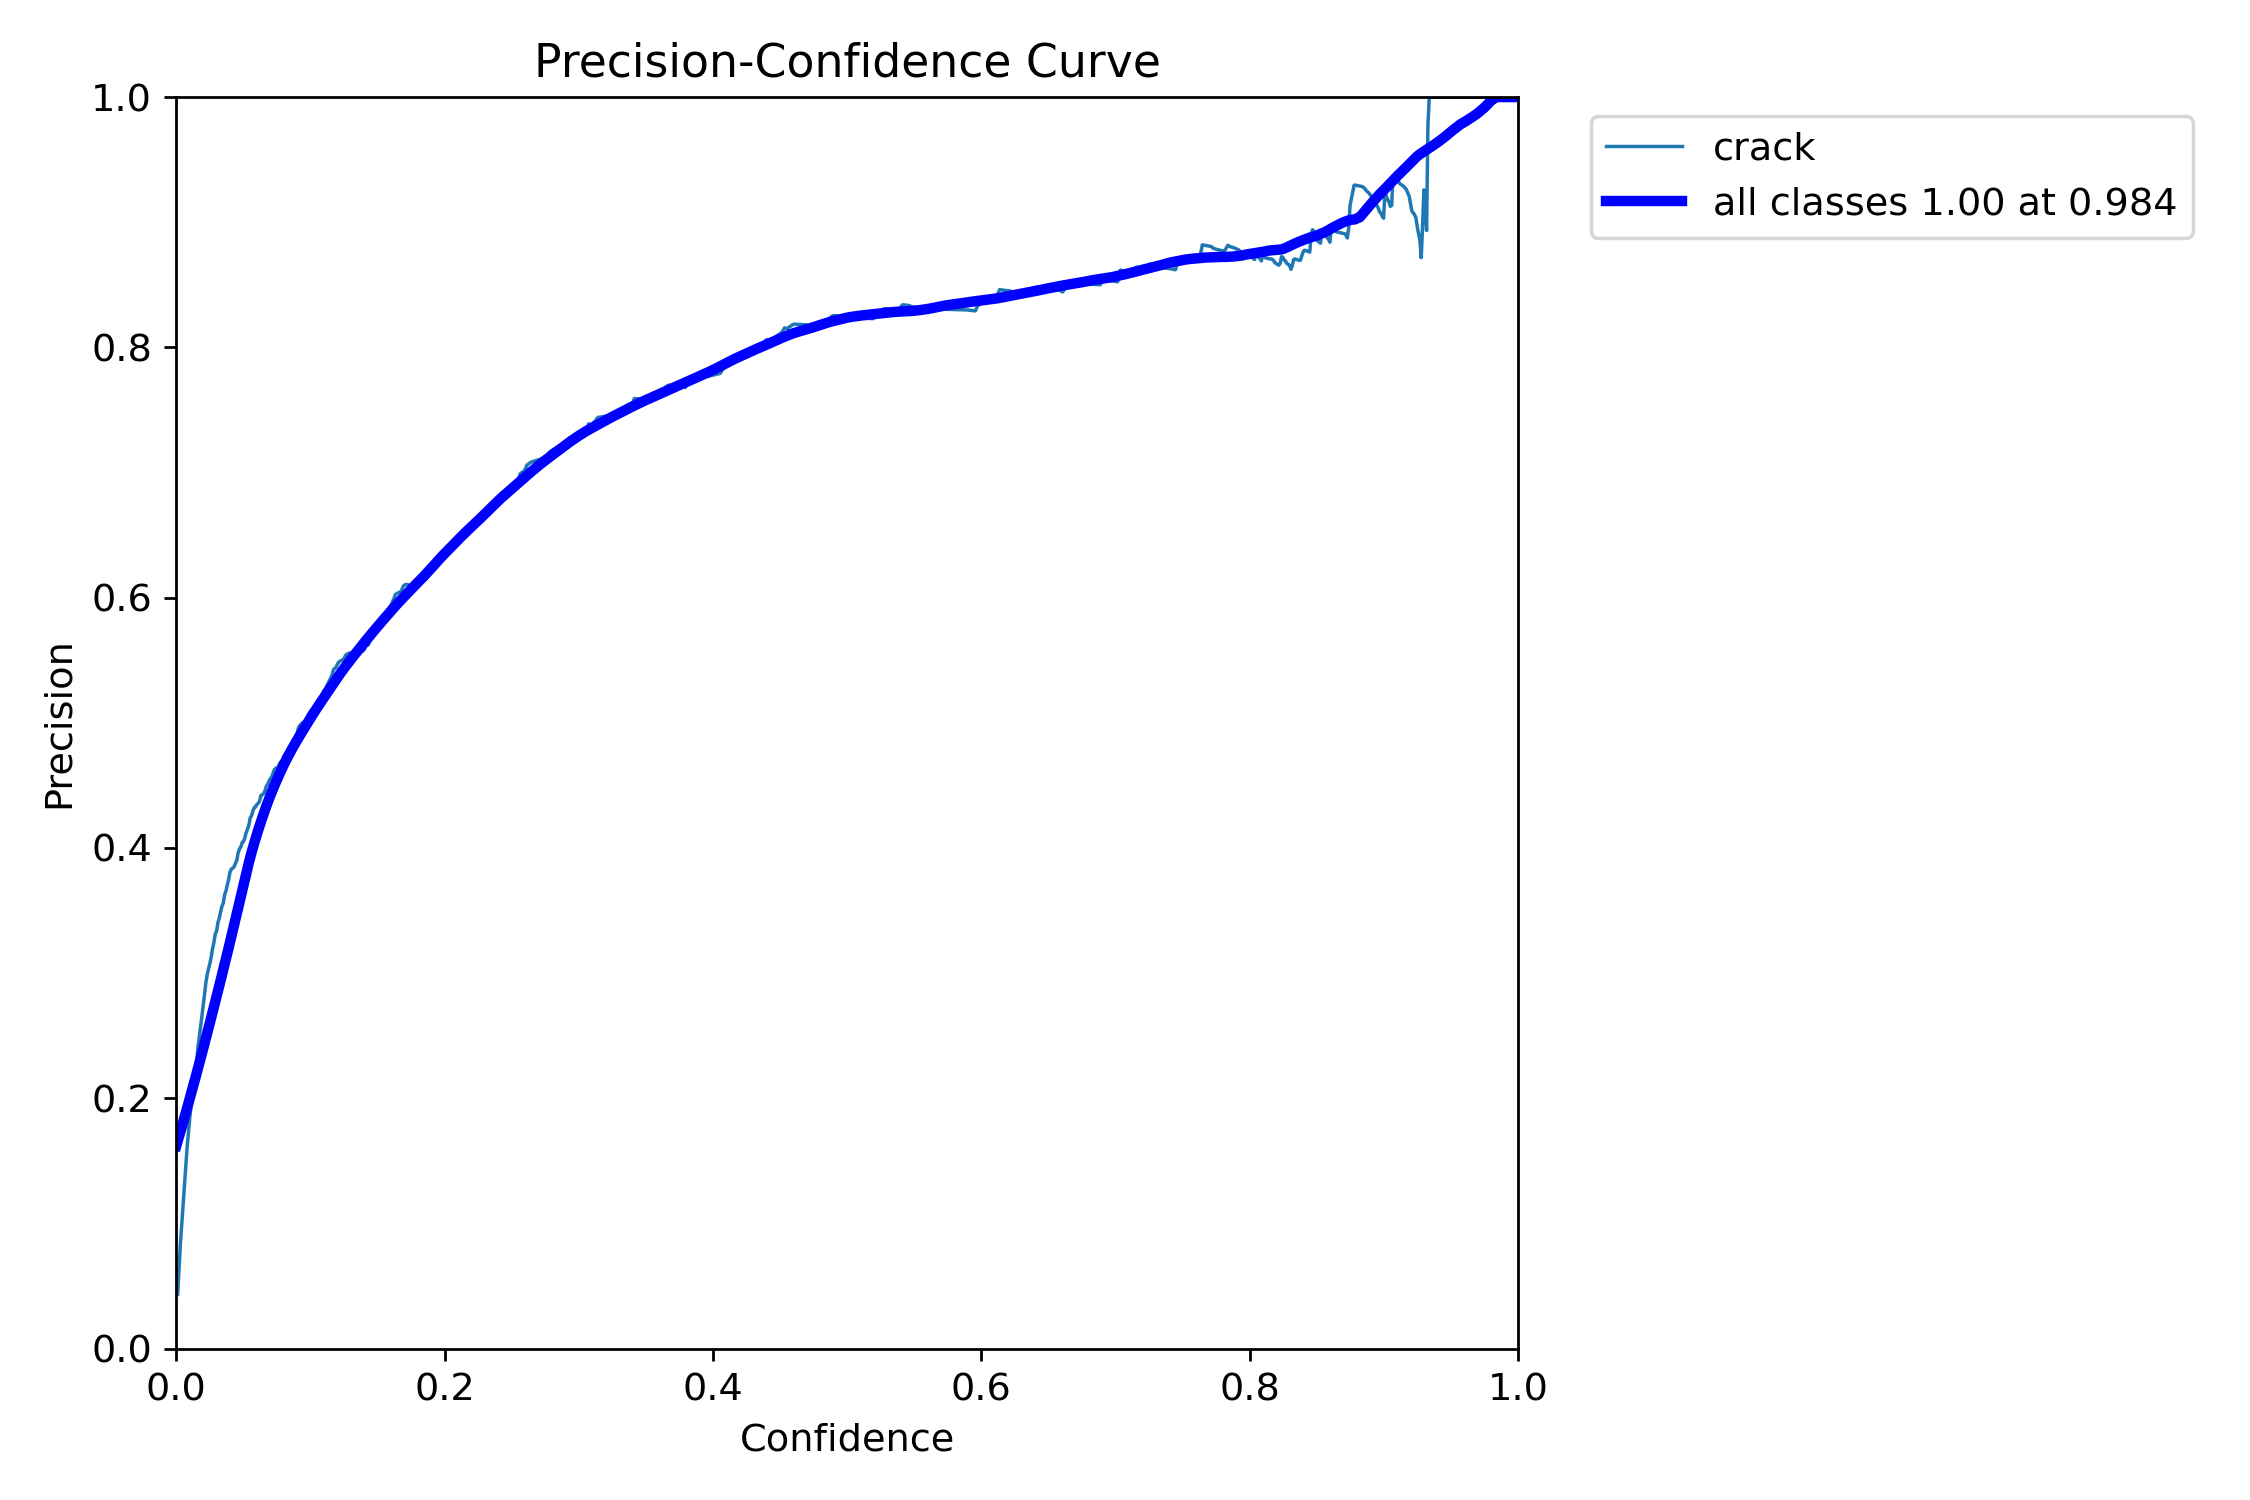 Precision-Confidence Curve
crack
all classes 1.00 at 0.984
1.0
0.8
0.6
0.4
0.2
0.0
Precision
0.0 0.2 0.4 0.6 0.8 1.0
Confidence